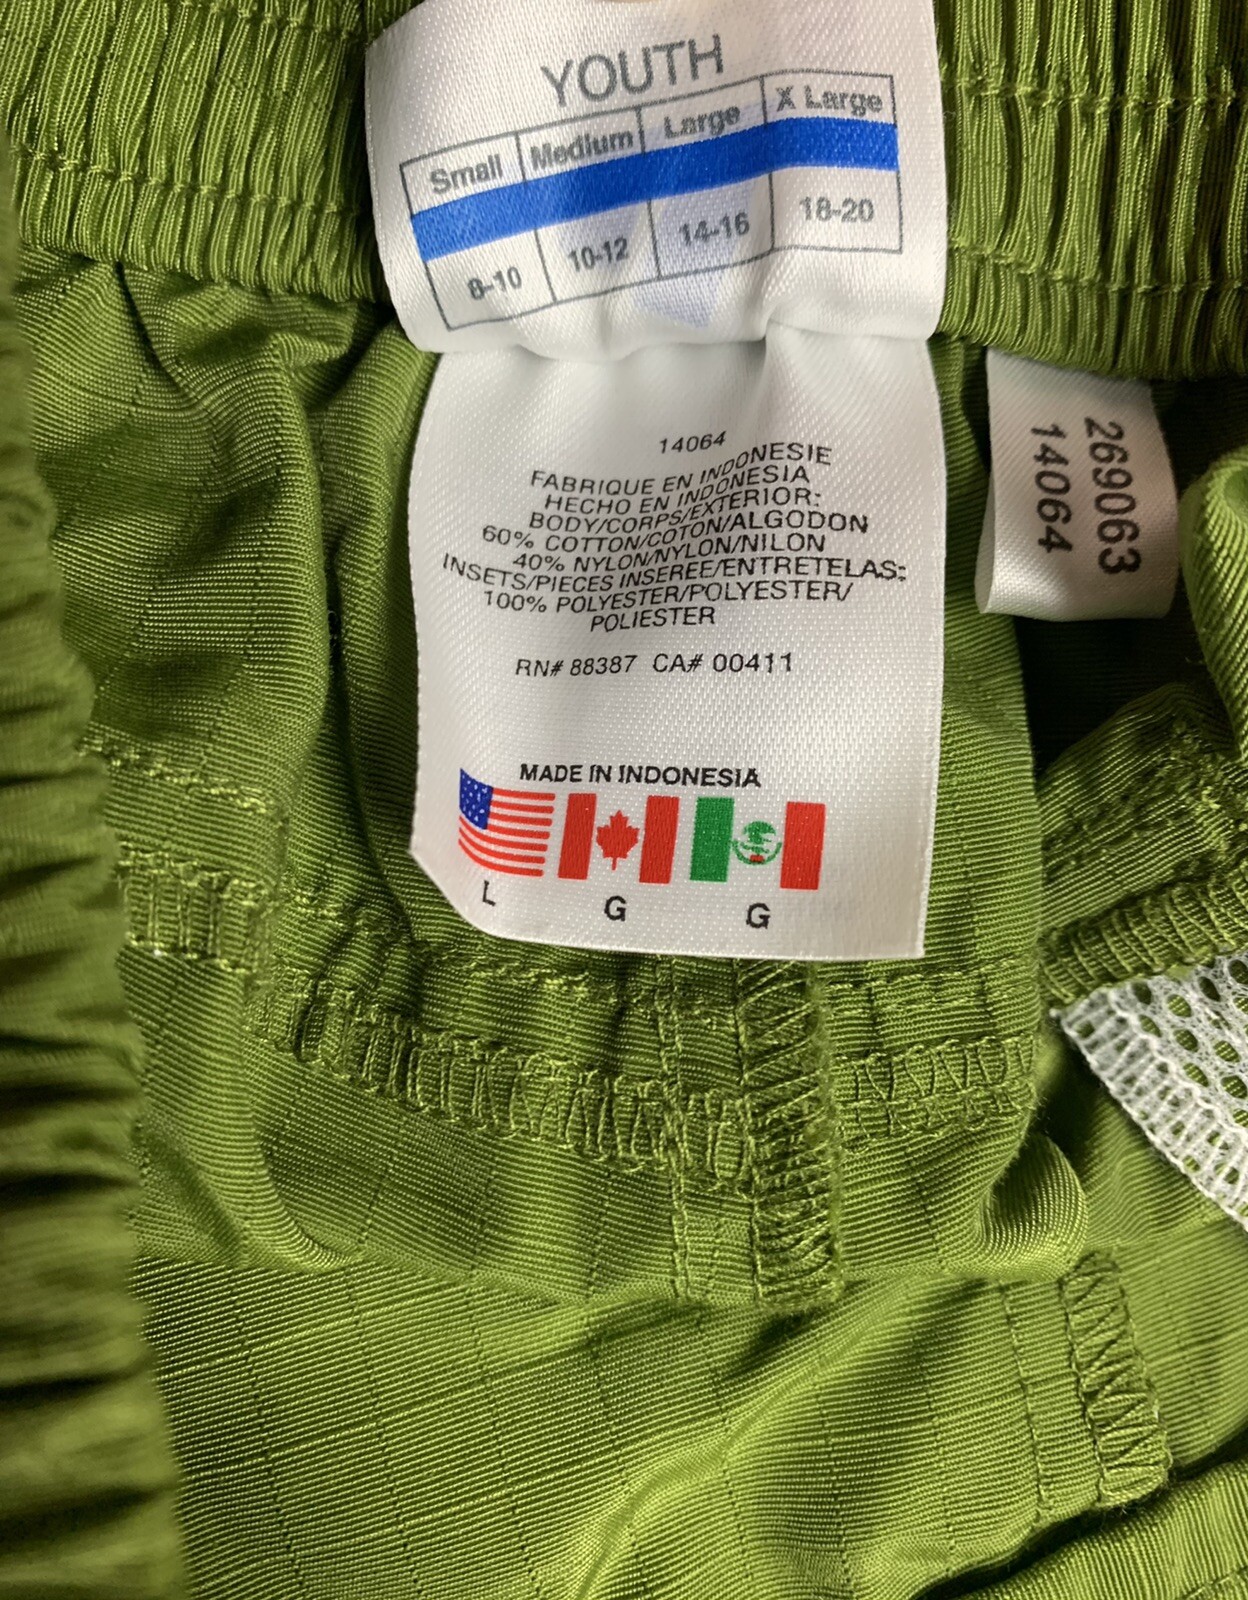 YOUTH
Small Medium Large X Large
8-10 10-12 14-16 18-20
14064
FABRIQUE EN INDONESIE
HECHO EN INDONESIA
BODY/CORPS/EXTERIOR:
60% COTTON/COTON/ALGODON
40% NYLON/NYLON/NILON
INSETS/PIECES INSEREE/ENTRETELAS:
100% POLYESTER/POLYESTER/
POLIESTER
RN# 88387 CA# 00411
MADE IN INDONESIA
L G G
269063
14064